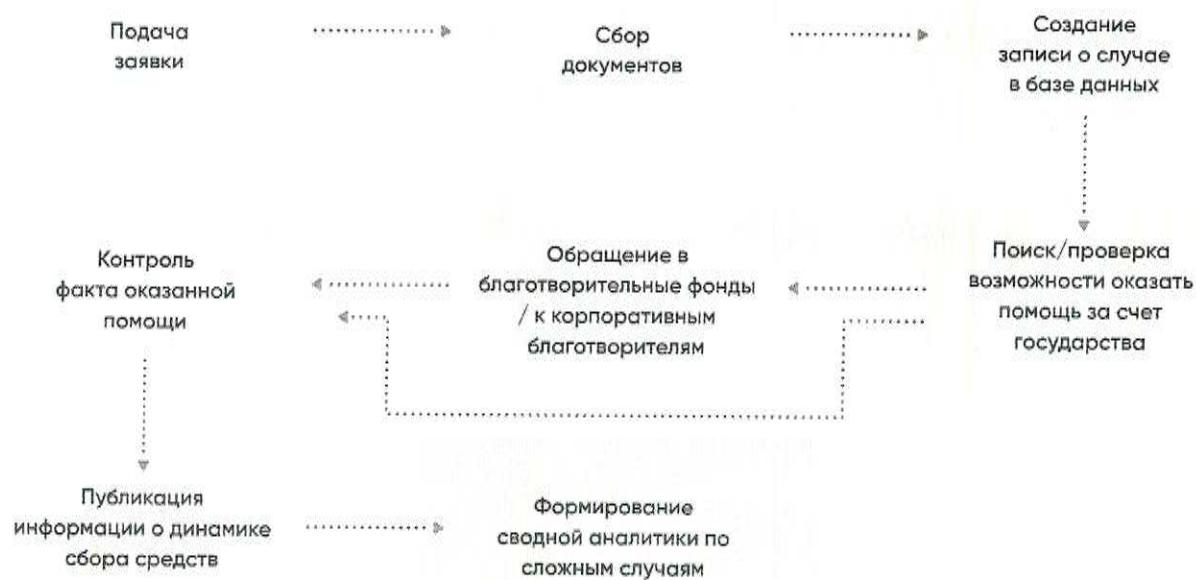 Подача
заявки
Сбор
документов
Создание
записи о случае
в базе данных
Поиск/проверка
возможности оказать
помощь за счет
государства
Обращение в
благотворительные фонды
/ к корпоративным
благотворителям
Контроль
факта оказанной
помощи
Публикация
информации о динамике
сбора средств
Формирование
сводной аналитики по
сложным случаям